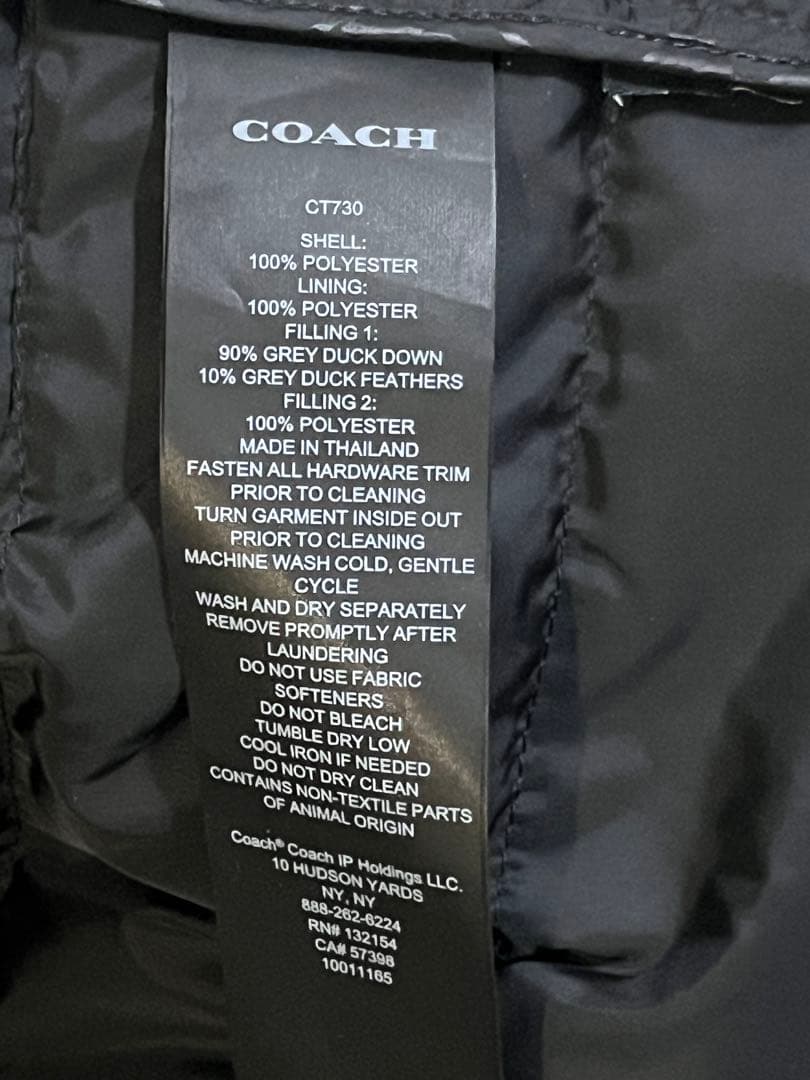 COACH
CT730
SHELL:
100% POLYESTER
LINING:
100% POLYESTER
FILLING 1:
90% GREY DUCK DOWN
10% GREY DUCK FEATHERS
FILLING 2:
100% POLYESTER
MADE IN THAILAND
FASTEN ALL HARDWARE TRIM
PRIOR TO CLEANING
TURN GARMENT INSIDE OUT
PRIOR TO CLEANING
MACHINE WASH COLD, GENTLE
CYCLE
WASH AND DRY SEPARATELY
REMOVE PROMPTLY AFTER
LAUNDERING
DO NOT USE FABRIC
SOFTENERS
DO NOT BLEACH
TUMBLE DRY LOW
COOL IRON IF NEEDED
DO NOT DRY CLEAN
CONTAINS NON-TEXTILE PARTS
OF ANIMAL ORIGIN
Coach® Coach IP Holdings LLC.
10 HUDSON YARDS
NY, NY
888-262-6224
RN# 132154
CA# 57398
10011165